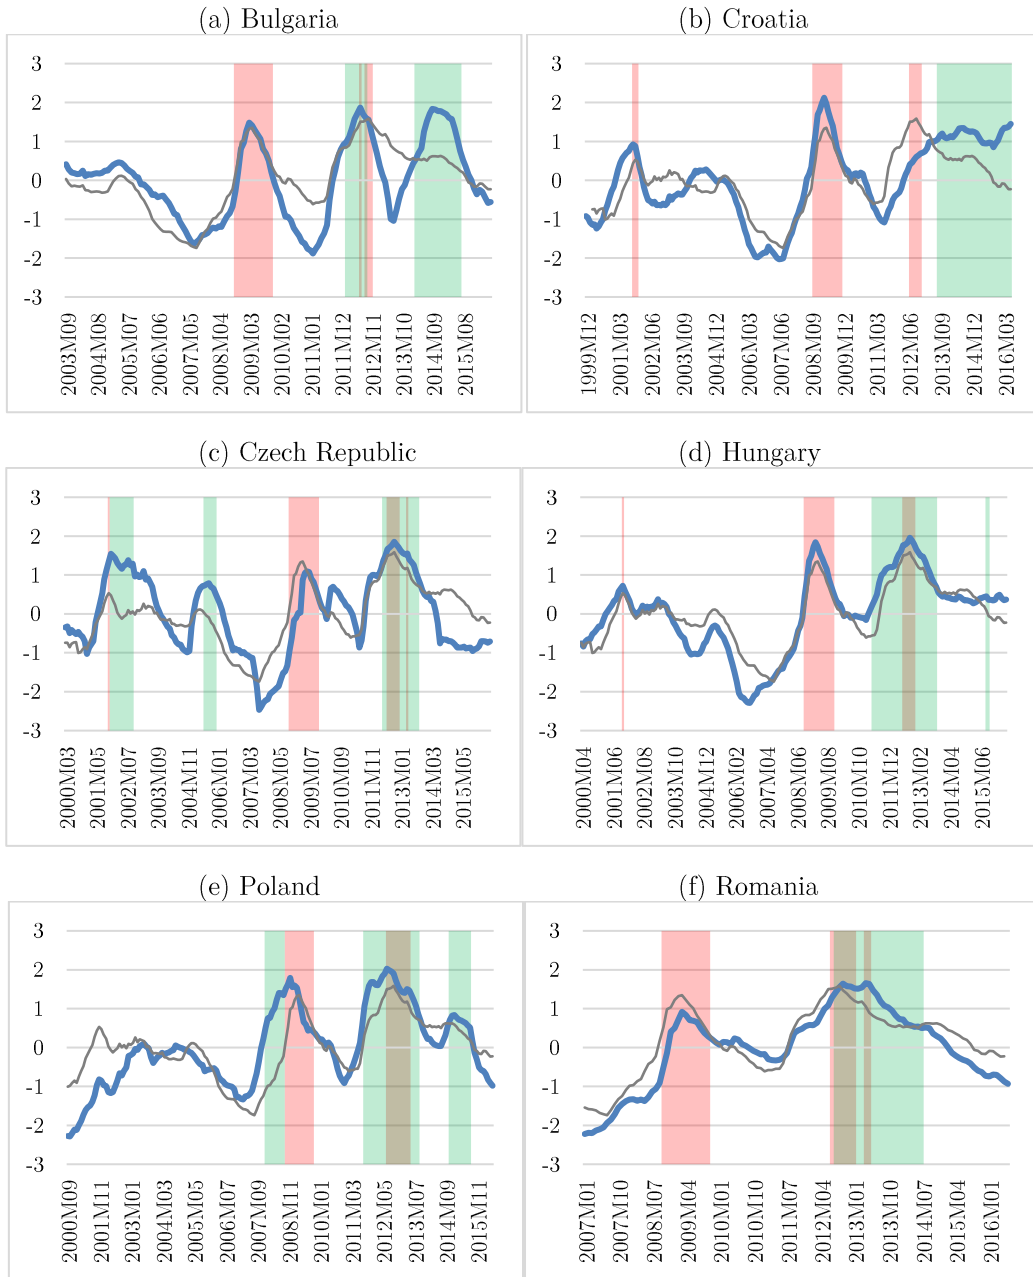 (a) Bulgaria
3
2
1
0
-1
-2
-3
2003M09
2004M08
2005M07
2006M06
2007M05
2008M04
2009M03
2010M02
2011M01
2011M12
2012M11
2013M10
2014M09
2015M08
(b) Croatia
3
2
1
0
-1
-2
-3
1999M12
2001M03
2002M06
2003M09
2004M12
2006M03
2007M06
2008M09
2009M12
2011M03
2012M06
2013M09
2014M12
2016M03
(c) Czech Republic
3
2
1
0
-1
-2
-3
2000M03
2001M05
2002M07
2003M09
2004M11
2006M01
2007M03
2008M05
2009M07
2010M09
2011M11
2013M01
2014M03
2015M05
(d) Hungary
3
2
1
0
-1
-2
-3
2000M04
2001M06
2002M08
2003M10
2004M12
2006M02
2007M04
2008M06
2009M08
2010M10
2011M12
2013M02
2014M04
2015M06
(e) Poland
3
2
1
0
-1
-2
-3
2000M09
2001M11
2003M01
2004M03
2005M05
2006M07
2007M09
2008M11
2010M01
2011M03
2012M05
2013M07
2014M09
2015M11
(f) Romania
3
2
1
0
-1
-2
-3
2007M01
2007M10
2008M07
2009M04
2010M01
2010M10
2011M07
2012M04
2013M01
2013M10
2014M07
2015M04
2016M01